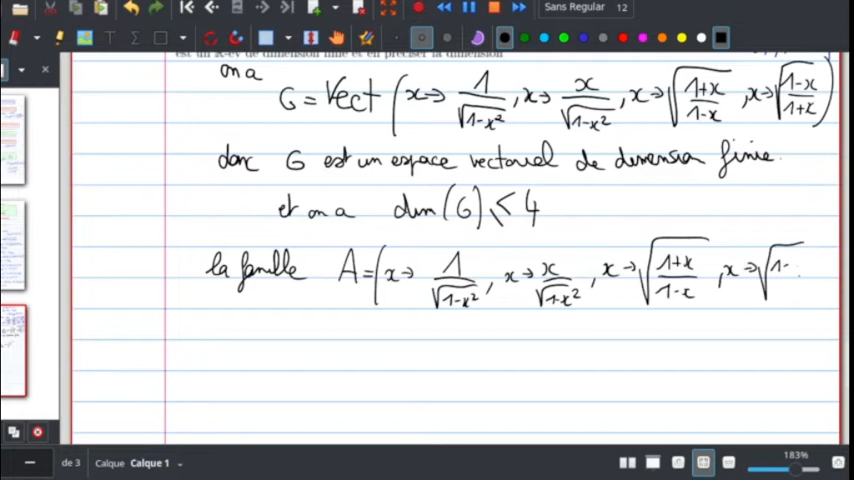 Sans Regular 12
est un ℝ-ev de dimension finie et en préciser la dimension
on a
G = Vect (x → 1/√(1-x²), x → x/√(1-x²), x → √((1+x)/(1-x)), x → √((1-x)/(1+x)))
donc G est un espace vectoriel de dimension finie.
et on a dim(G) ≤ 4
la famille A = (x → 1/√(1-x²), x → x/√(1-x²), x → √((1+x)/(1-x)), x → √(1-
de 3 Calque Calque 1 183%